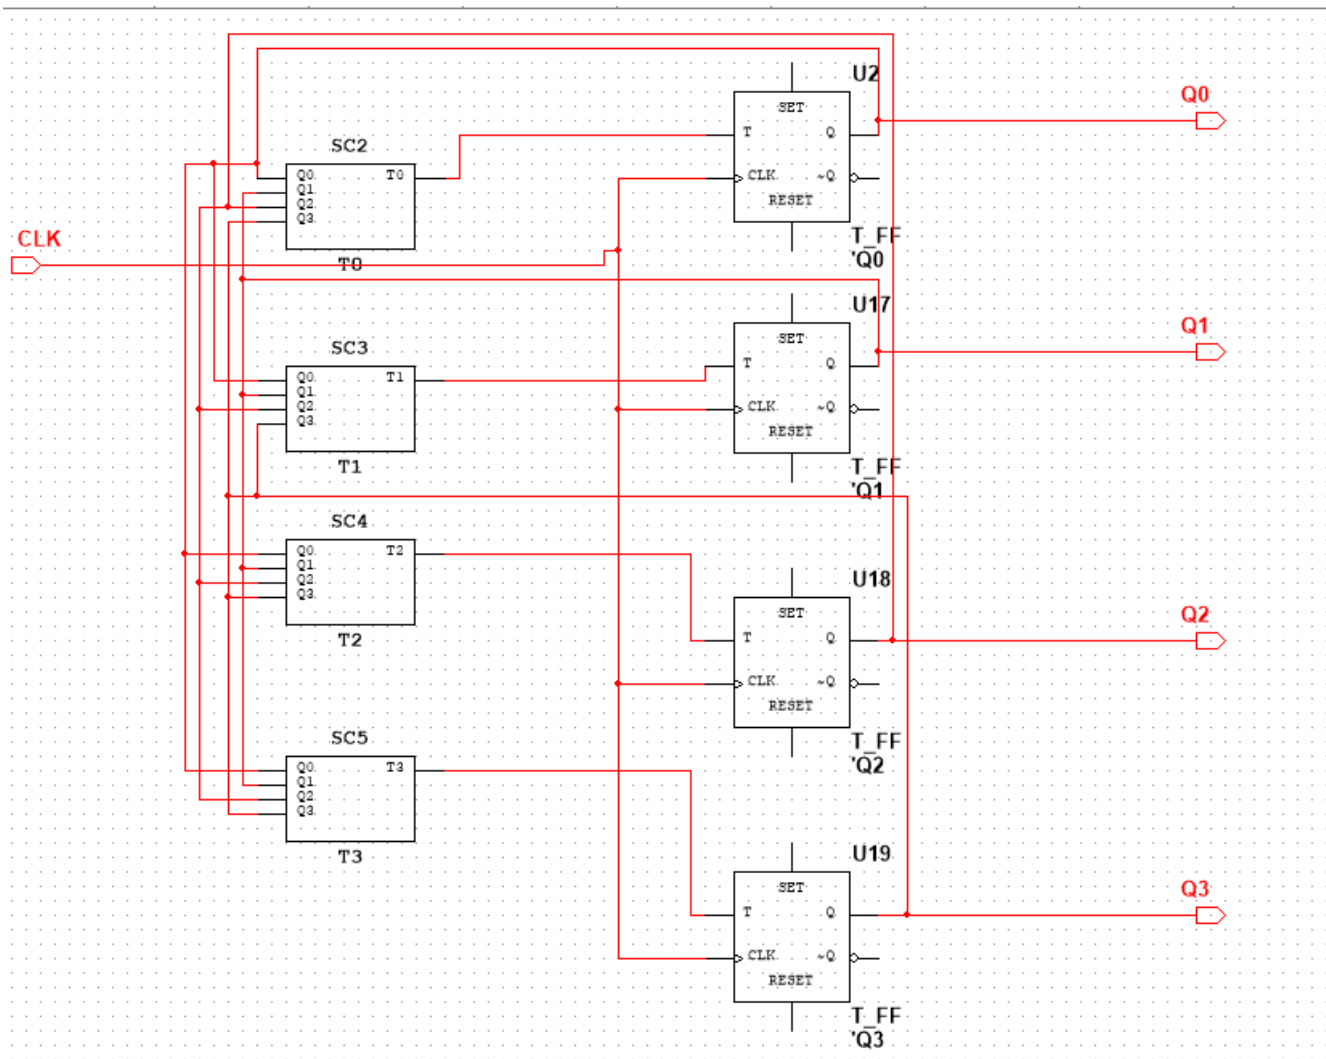 U2
Q0
SET
T Q
SC2
Q0 T0
Q1
Q2
Q3
CLK ~Q
RESET
T_FF
'Q0
CLK
T0
U17
Q1
SET
T Q
SC3
Q0 T1
Q1
Q2
Q3
CLK ~Q
RESET
T_FF
'Q1
T1
SC4
Q0 T2
Q1
Q2
Q3
T2
U18
SET
Q2
T Q
CLK ~Q
RESET
T_FF
'Q2
SC5
Q0 T3
Q1
Q2
Q3
T3
U19
SET
Q3
T Q
CLK ~Q
RESET
T_FF
'Q3